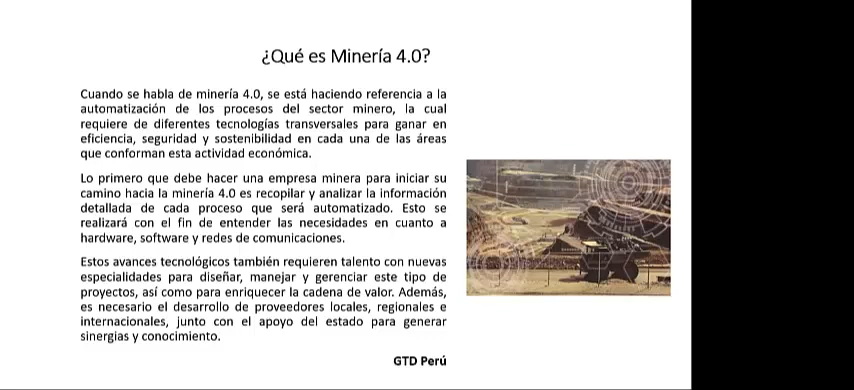 ¿Qué es Minería 4.0?
Cuando se habla de minería 4.0, se está haciendo referencia a la
automatización de los procesos del sector minero, la cual
requiere de diferentes tecnologías transversales para ganar en
eficiencia, seguridad y sostenibilidad en cada una de las áreas
que conforman esta actividad económica.
Lo primero que debe hacer una empresa minera para iniciar su
camino hacia la minería 4.0 es recopilar y analizar la información
detallada de cada proceso que será automatizado. Esto se
realizará con el fin de entender las necesidades en cuanto a
hardware, software y redes de comunicaciones.
Estos avances tecnológicos también requieren talento con nuevas
especialidades para diseñar, manejar y gerenciar este tipo de
proyectos, así como para enriquecer la cadena de valor. Además,
es necesario el desarrollo de proveedores locales, regionales e
internacionales, junto con el apoyo del estado para generar
sinergias y conocimiento.
GTD Perú